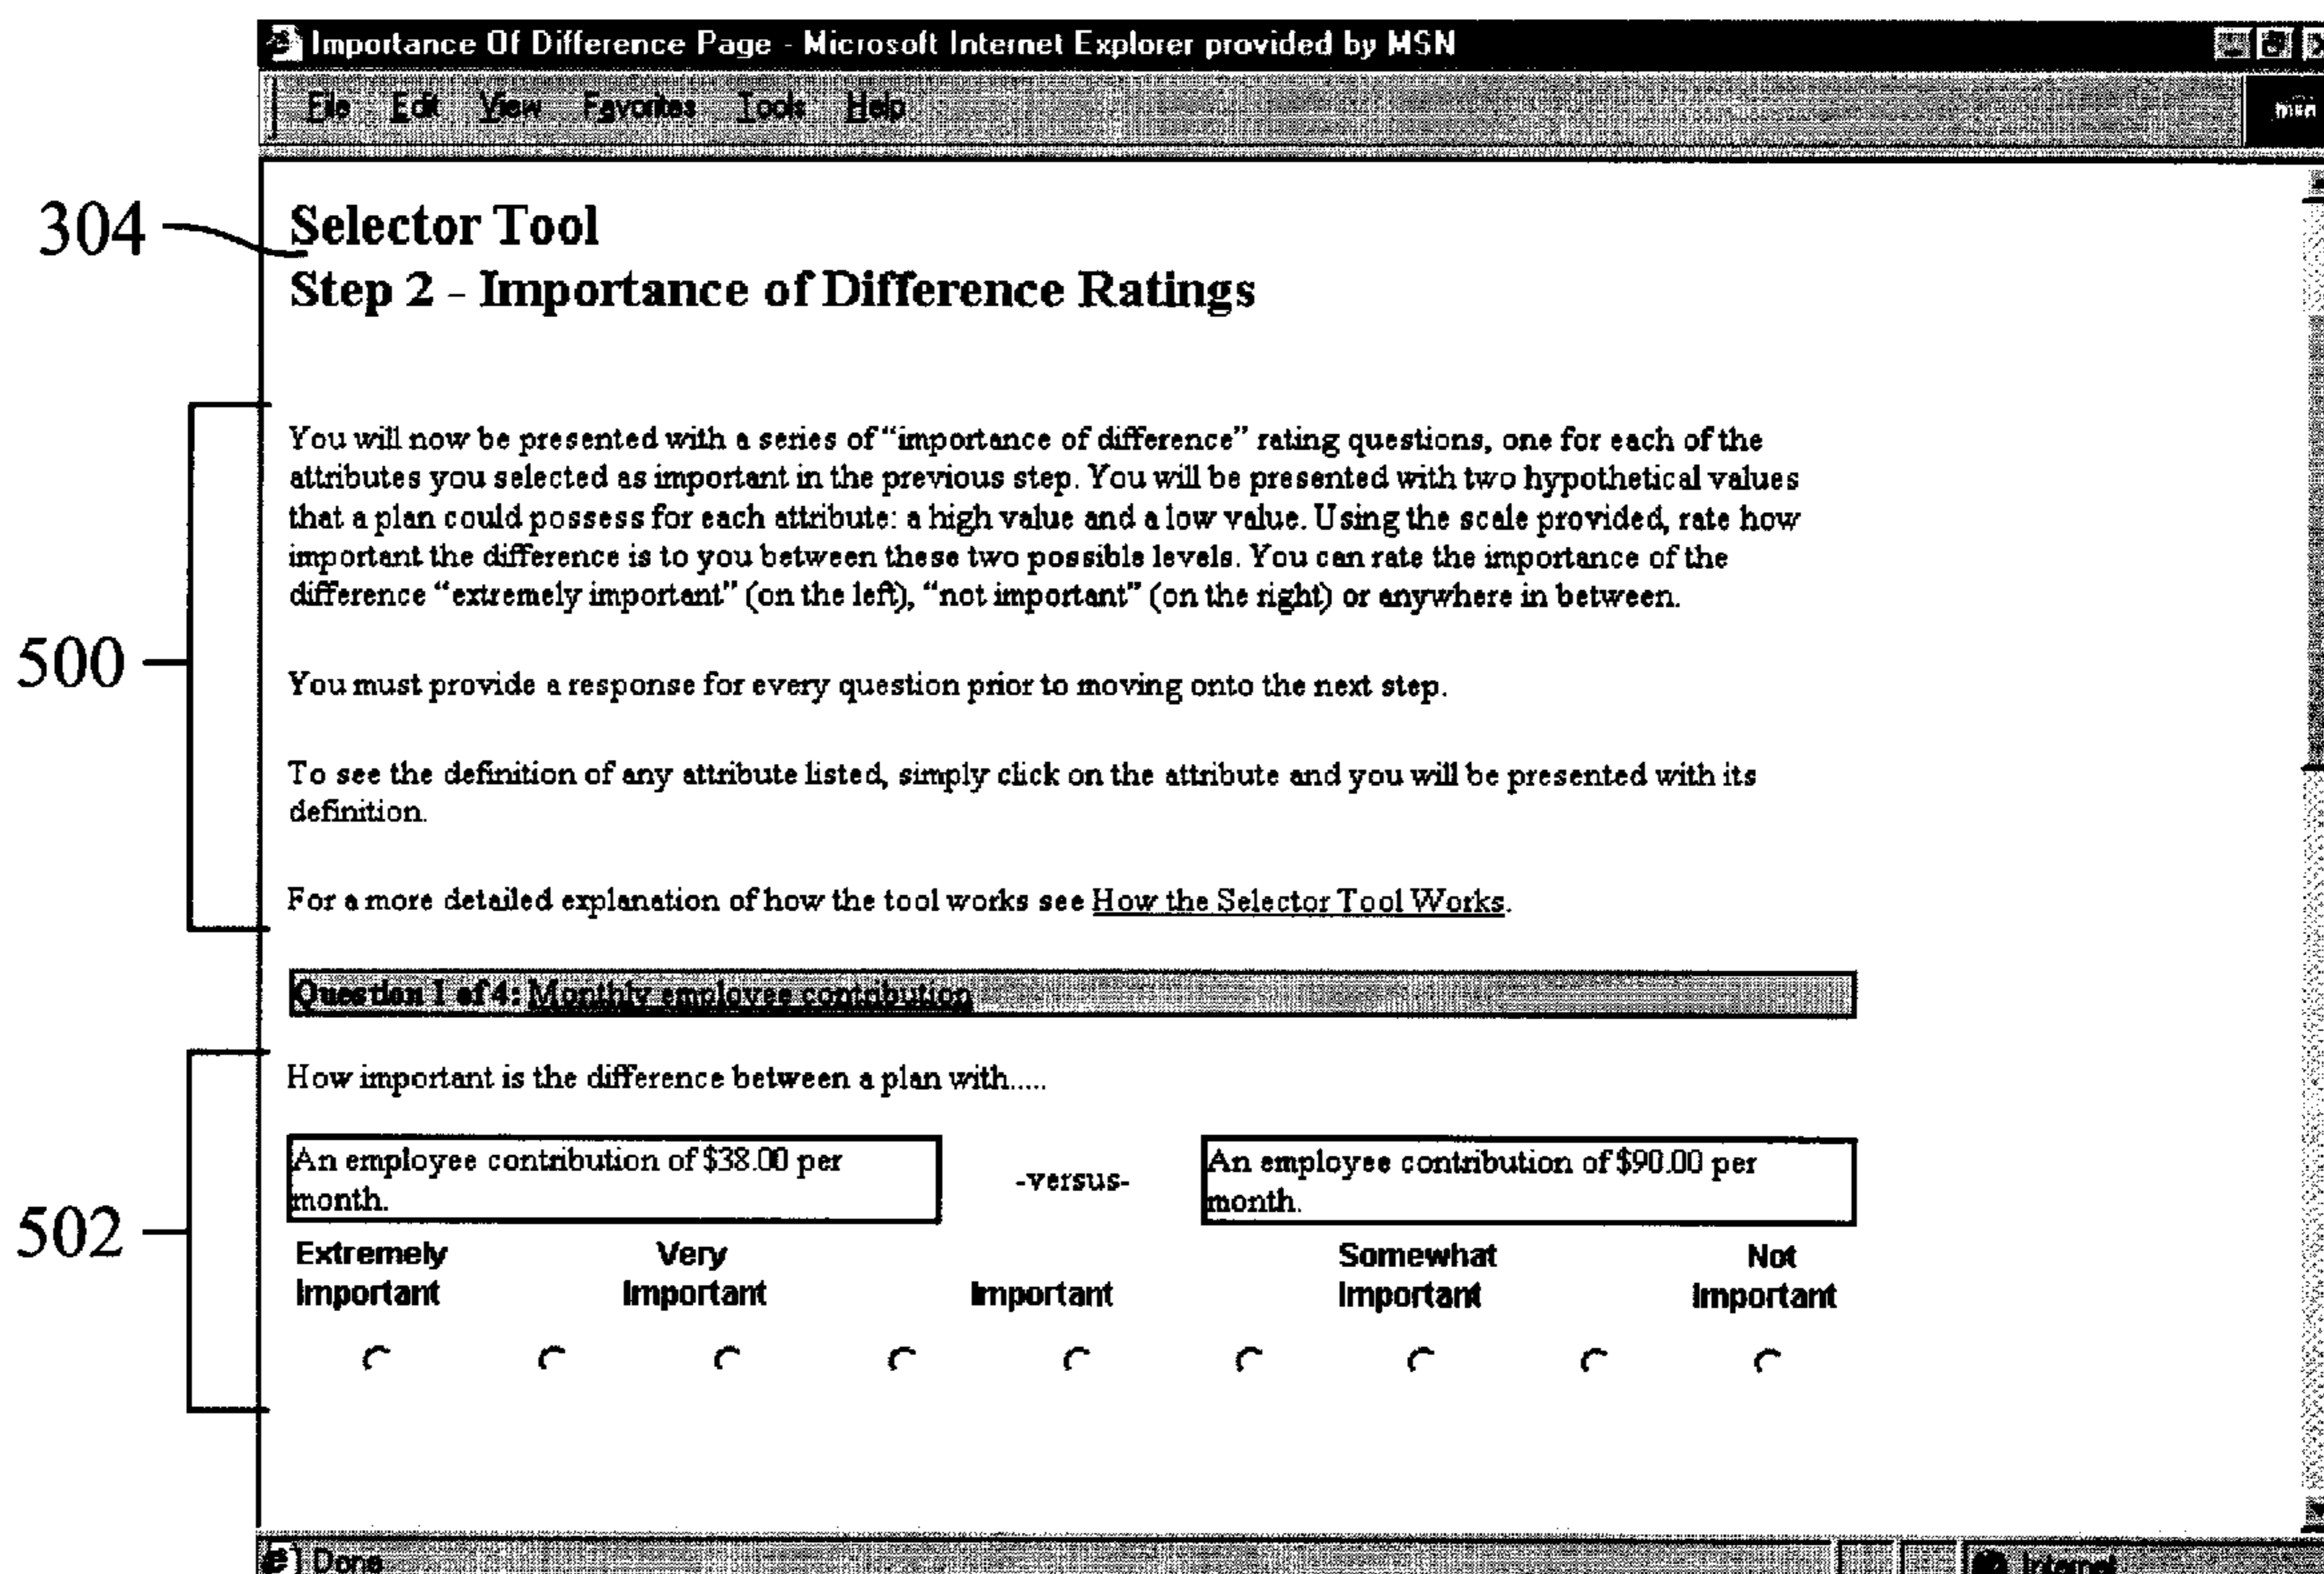 Importance Of Difference Page - Microsoft Internet Explorer provided by MSN
File Edit View Favorites Tools Help
msn
304
Selector Tool
Step 2 - Importance of Difference Ratings
You will now be presented with a series of “importance of difference” rating questions, one for each of the
attributes you selected as important in the previous step. You will be presented with two hypothetical values
that a plan could possess for each attribute: a high value and a low value. Using the scale provided, rate how
important the difference is to you between these two possible levels. You can rate the importance of the
difference “extremely important” (on the left), “not important” (on the right) or anywhere in between.
500
You must provide a response for every question prior to moving onto the next step.
To see the definition of any attribute listed, simply click on the attribute and you will be presented with its
definition.
For a more detailed explanation of how the tool works see How the Selector Tool Works.
Question 1 of 4: Monthly employee contribution
How important is the difference between a plan with.....
An employee contribution of $38.00 per
month.
-versus-
An employee contribution of $90.00 per
month.
502
Extremely Important
Very Important
Important
Somewhat Important
Not Important
Done
Internet